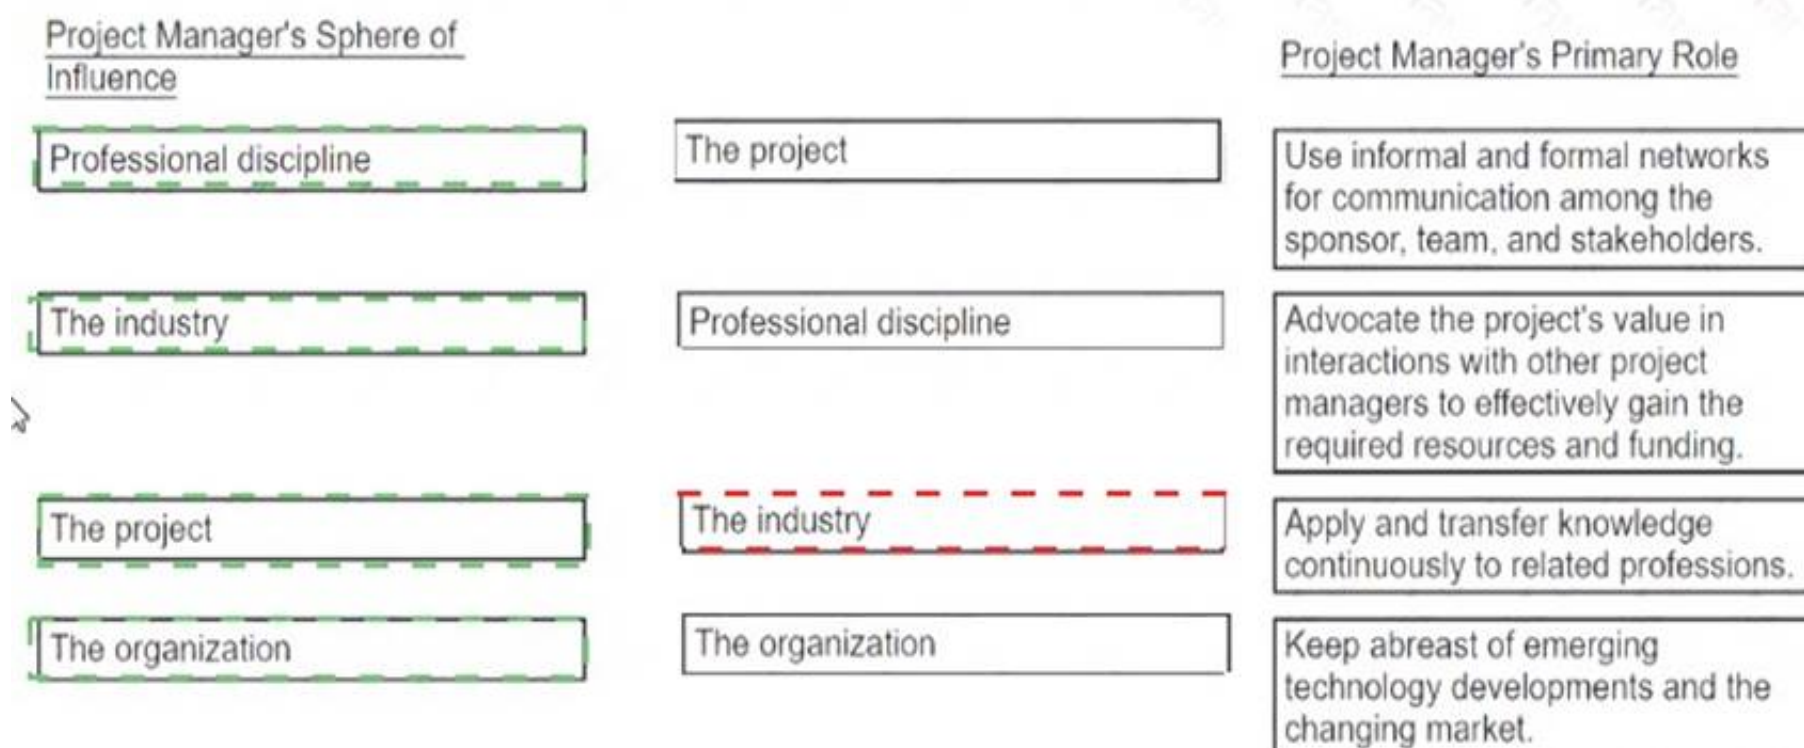 Project Manager's Sphere of
Influence
Project Manager's Primary Role
Professional discipline
The project
Use informal and formal networks
for communication among the
sponsor, team, and stakeholders.
The industry
Professional discipline
Advocate the project's value in
interactions with other project
managers to effectively gain the
required resources and funding.
The project
The industry
Apply and transfer knowledge
continuously to related professions.
The organization
The organization
Keep abreast of emerging
technology developments and the
changing market.